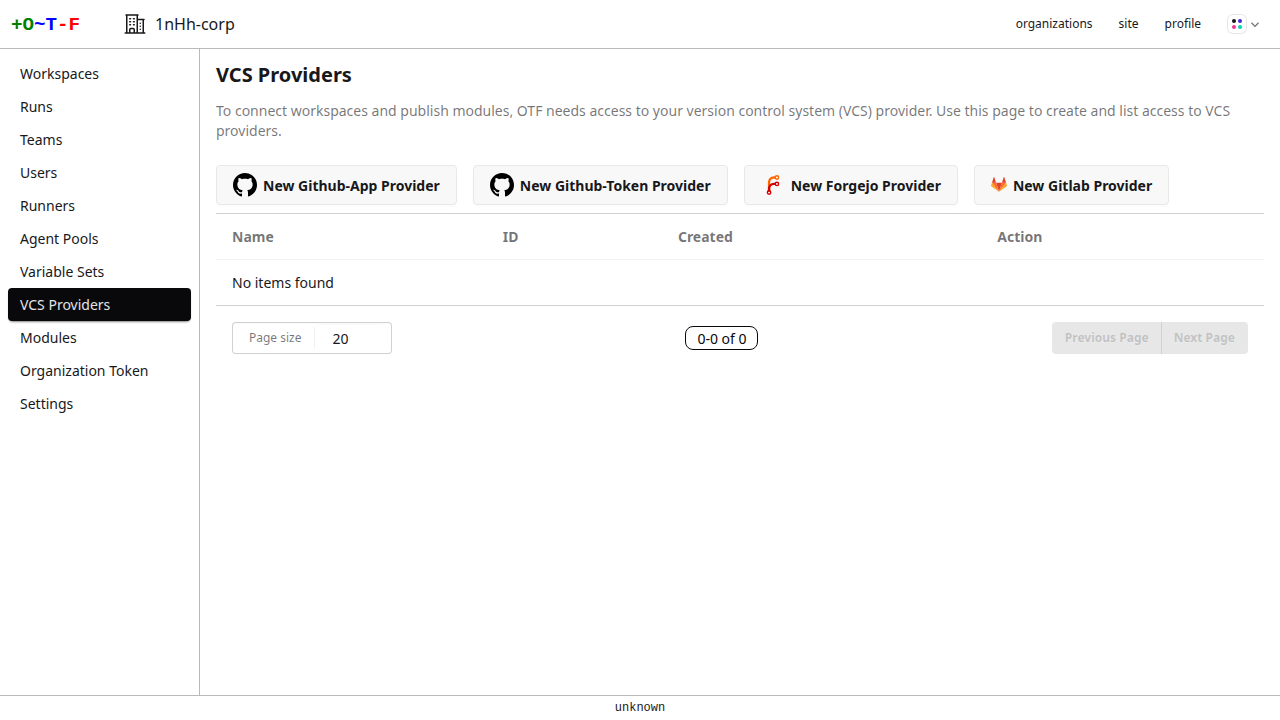 +O~T-F
1nHh-corp
organizations
site
profile
Workspaces
Runs
Teams
Users
Runners
Agent Pools
Variable Sets
VCS Providers
Modules
Organization Token
Settings
VCS Providers
To connect workspaces and publish modules, OTF needs access to your version control system (VCS) provider. Use this page to create and list access to VCS
providers.
New Github-App Provider
New Github-Token Provider
New Forgejo Provider
New Gitlab Provider
Name ID Created Action
No items found
Page size 20
0-0 of 0
Previous Page Next Page
unknown